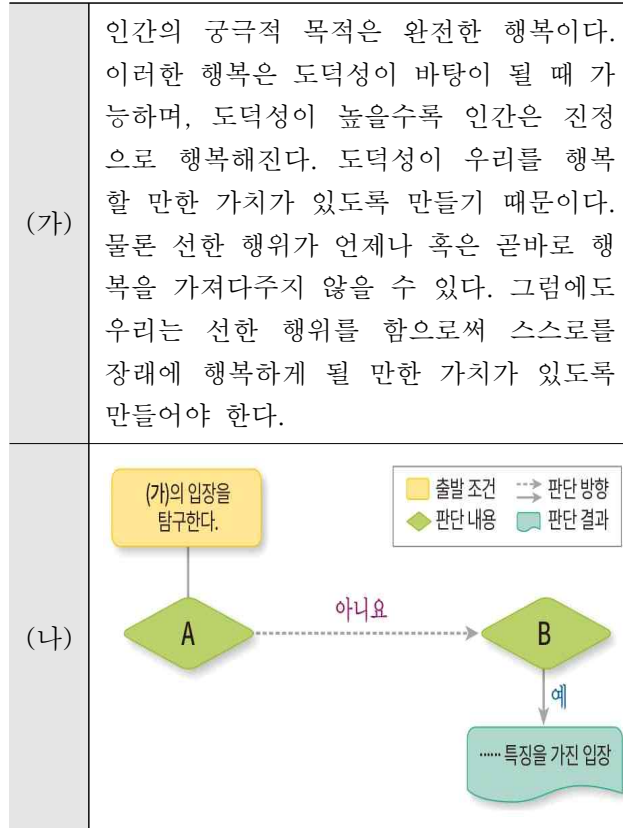 (가)
인간의 궁극적 목적은 완전한 행복이다.
이러한 행복은 도덕성이 바탕이 될 때 가
능하며, 도덕성이 높을수록 인간은 진정
으로 행복해진다. 도덕성이 우리를 행복
할 만한 가치가 있도록 만들기 때문이다.
물론 선한 행위가 언제나 혹은 곧바로 행
복을 가져다주지 않을 수 있다. 그럼에도
우리는 선한 행위를 함으로써 스스로를
장래에 행복하게 될 만한 가치가 있도록
만들어야 한다.
(나)
(가)의 입장을
탐구한다.
출발 조건 판단 방향
판단 내용 판단 결과
A 아니요 B
예
······ 특징을 가진 입장